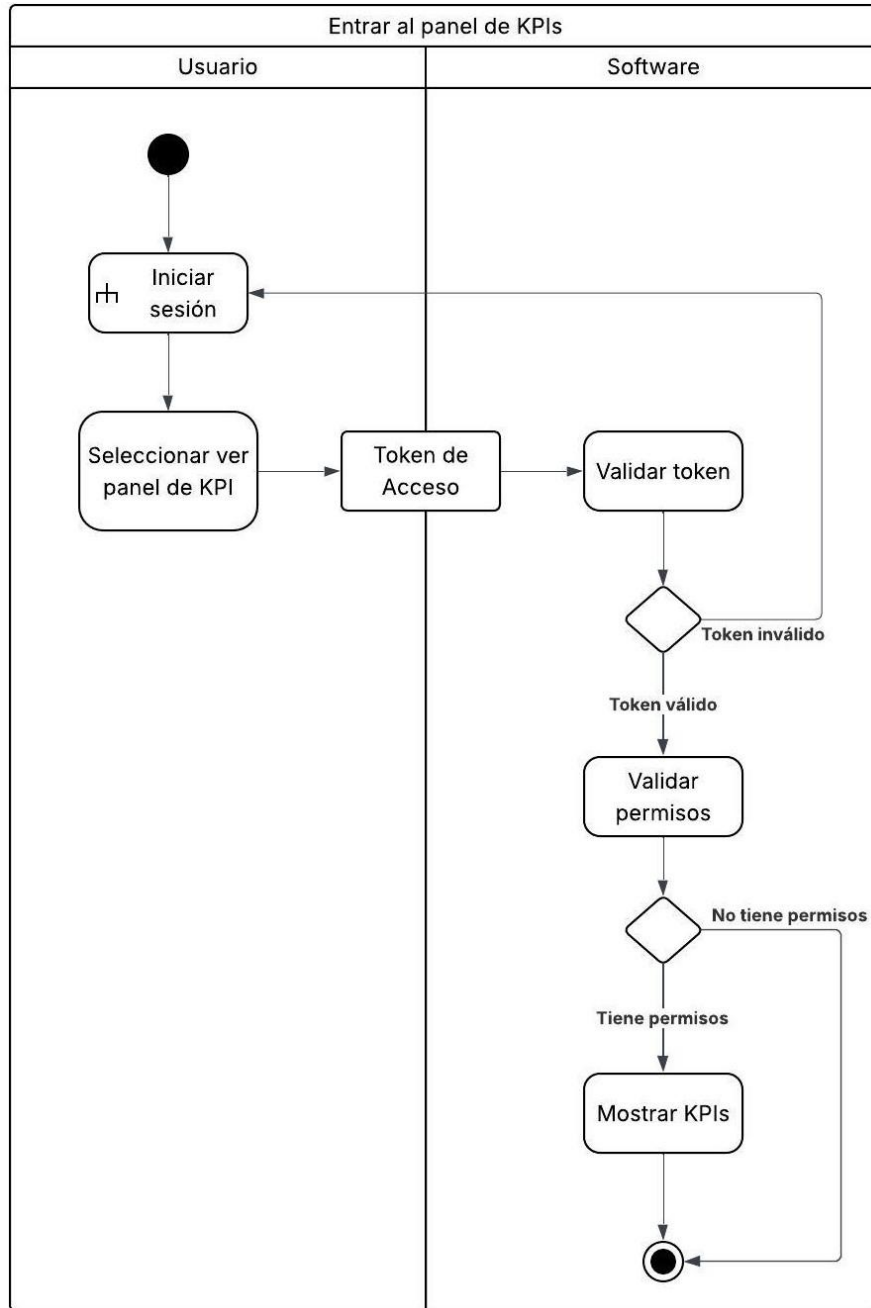 Entrar al panel de KPIs
Usuario
Software
Iniciar
sesión
Seleccionar ver
panel de KPI
Token de
Acceso
Validar token
Token inválido
Token válido
Validar
permisos
No tiene permisos
Tiene permisos
Mostrar KPIs